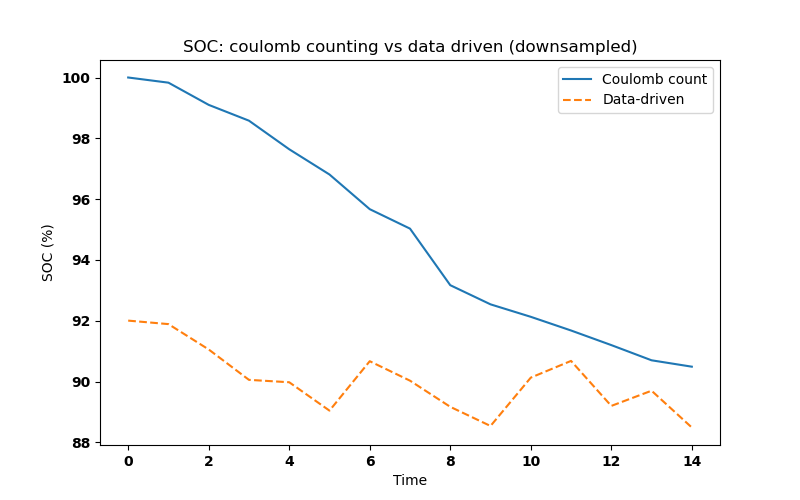 SOC: coulomb counting vs data driven (downsampled)
Coulomb count
Data-driven
100
98
96
94
92
90
88
SOC (%)
0 2 4 6 8 10 12 14
Time